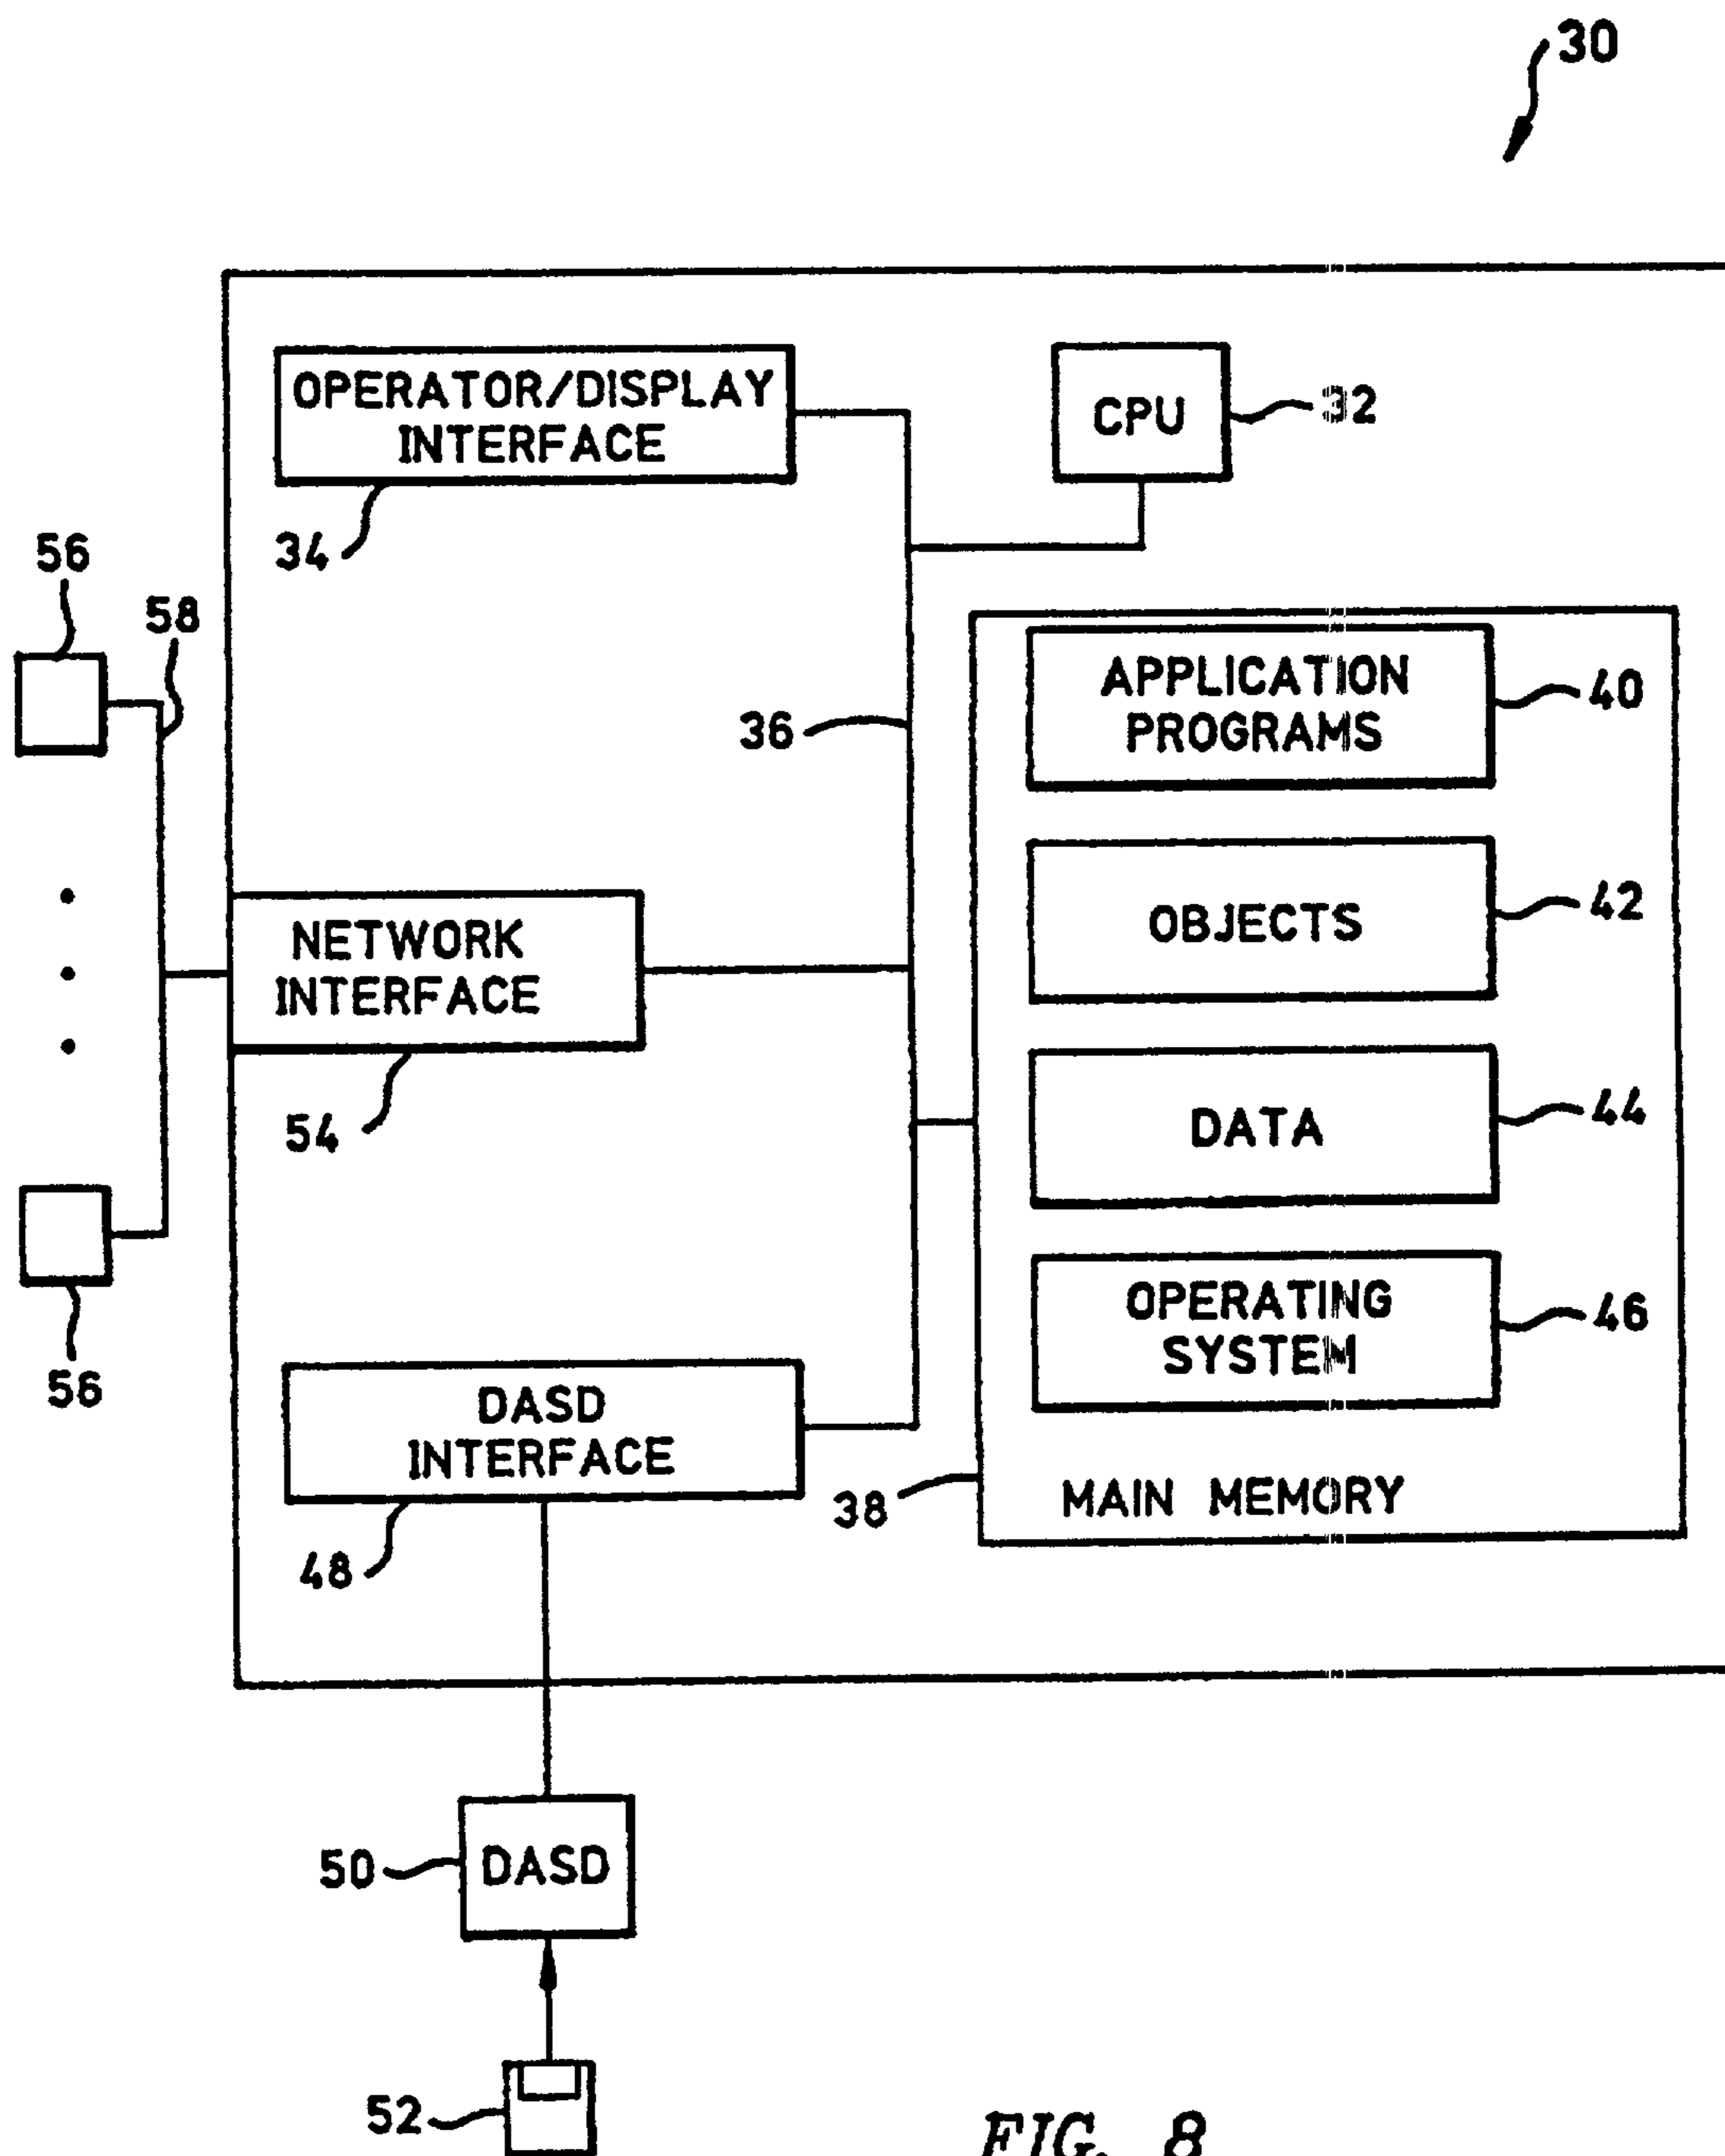 30
OPERATOR/DISPLAY
INTERFACE
34
CPU
32
56
58
36
APPLICATION
PROGRAMS
40
OBJECTS
42
NETWORK
INTERFACE
54
DATA
44
OPERATING
SYSTEM
46
56
DASD
INTERFACE
48
38
MAIN MEMORY
50
DASD
52
FIG. 8